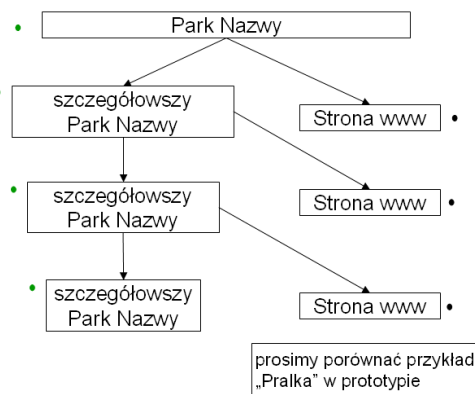 Park Nazwy
szczegółowszy
Park Nazwy
Strona www
szczegółowszy
Park Nazwy
Strona www
szczegółowszy
Park Nazwy
Strona www
prosimy porównać przykład
„Pralka” w prototypie